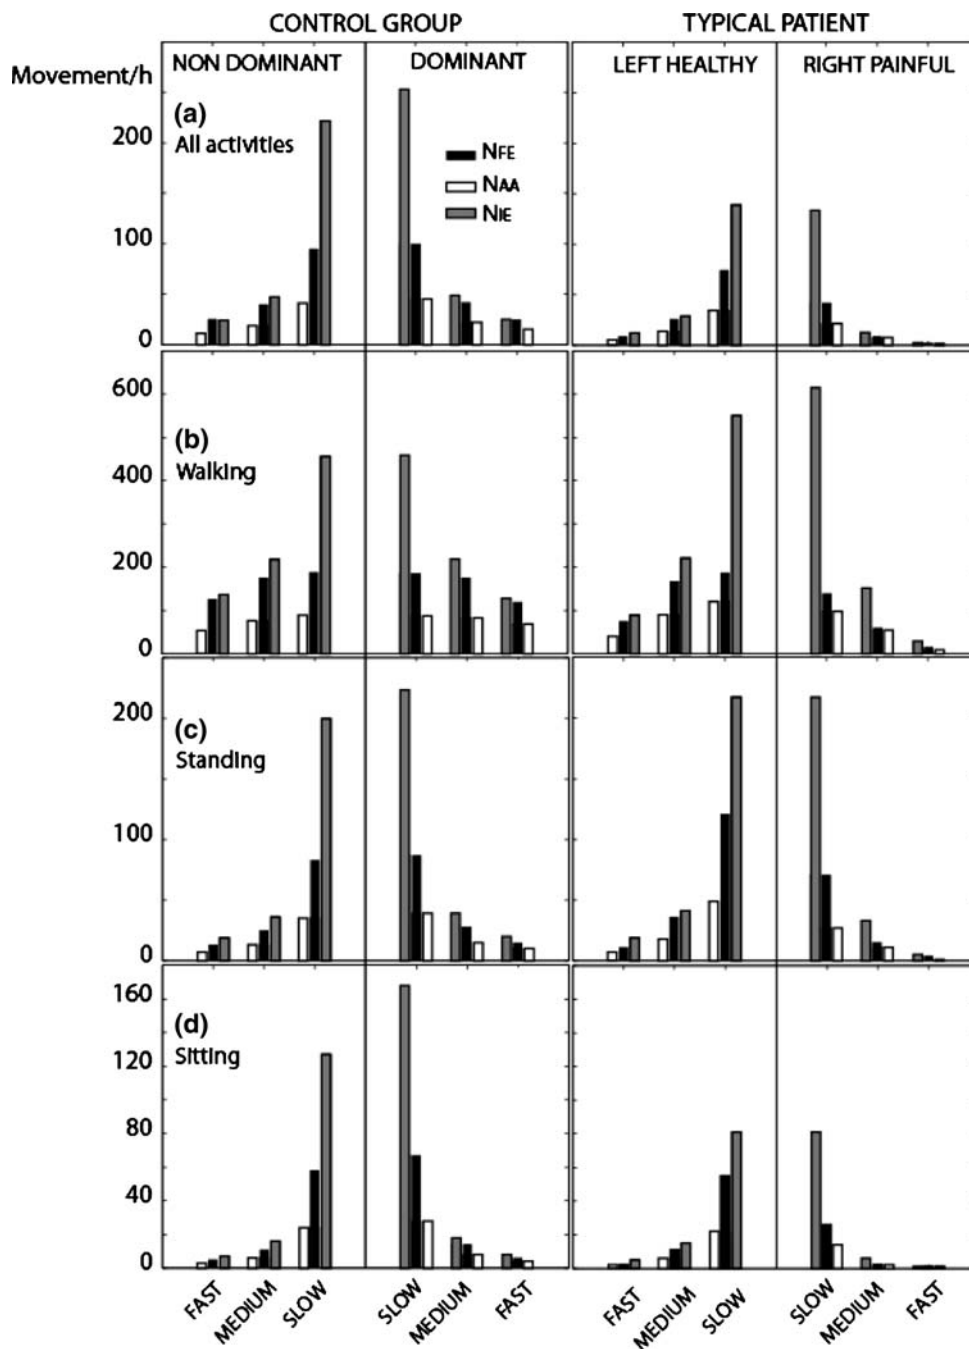 CONTROL GROUP TYPICAL PATIENT
Movement/h
NON DOMINANT DOMINANT LEFT HEALTHY RIGHT PAINFUL
(a)
All activities
NFE
NAA
NIE
200
100
0
600
(b)
Walking
400
200
0
200
(c)
Standing
100
0
160
(d)
Sitting
120
80
40
0
FAST MEDIUM SLOW SLOW MEDIUM FAST FAST MEDIUM SLOW SLOW MEDIUM FAST